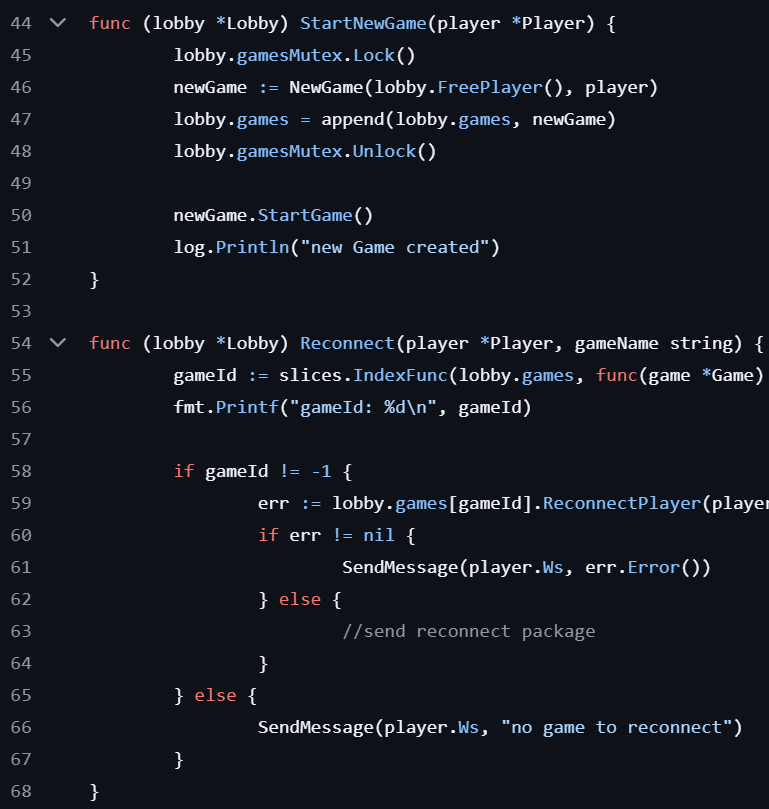 44 func (lobby *Lobby) StartNewGame(player *Player) {
45 lobby.gamesMutex.Lock()
46 newGame := NewGame(lobby.FreePlayer(), player)
47 lobby.games = append(lobby.games, newGame)
48 lobby.gamesMutex.Unlock()
49
50 newGame.StartGame()
51 log.Println("new Game created")
52 }
53
54 func (lobby *Lobby) Reconnect(player *Player, gameName string) {
55 gameId := slices.IndexFunc(lobby.games, func(game *Game)
56 fmt.Printf("gameId: %d\n", gameId)
57
58 if gameId != -1 {
59 err := lobby.games[gameId].ReconnectPlayer(player
60 if err != nil {
61 SendMessage(player.Ws, err.Error())
62 } else {
63 //send reconnect package
64 }
65 } else {
66 SendMessage(player.Ws, "no game to reconnect")
67 }
68 }